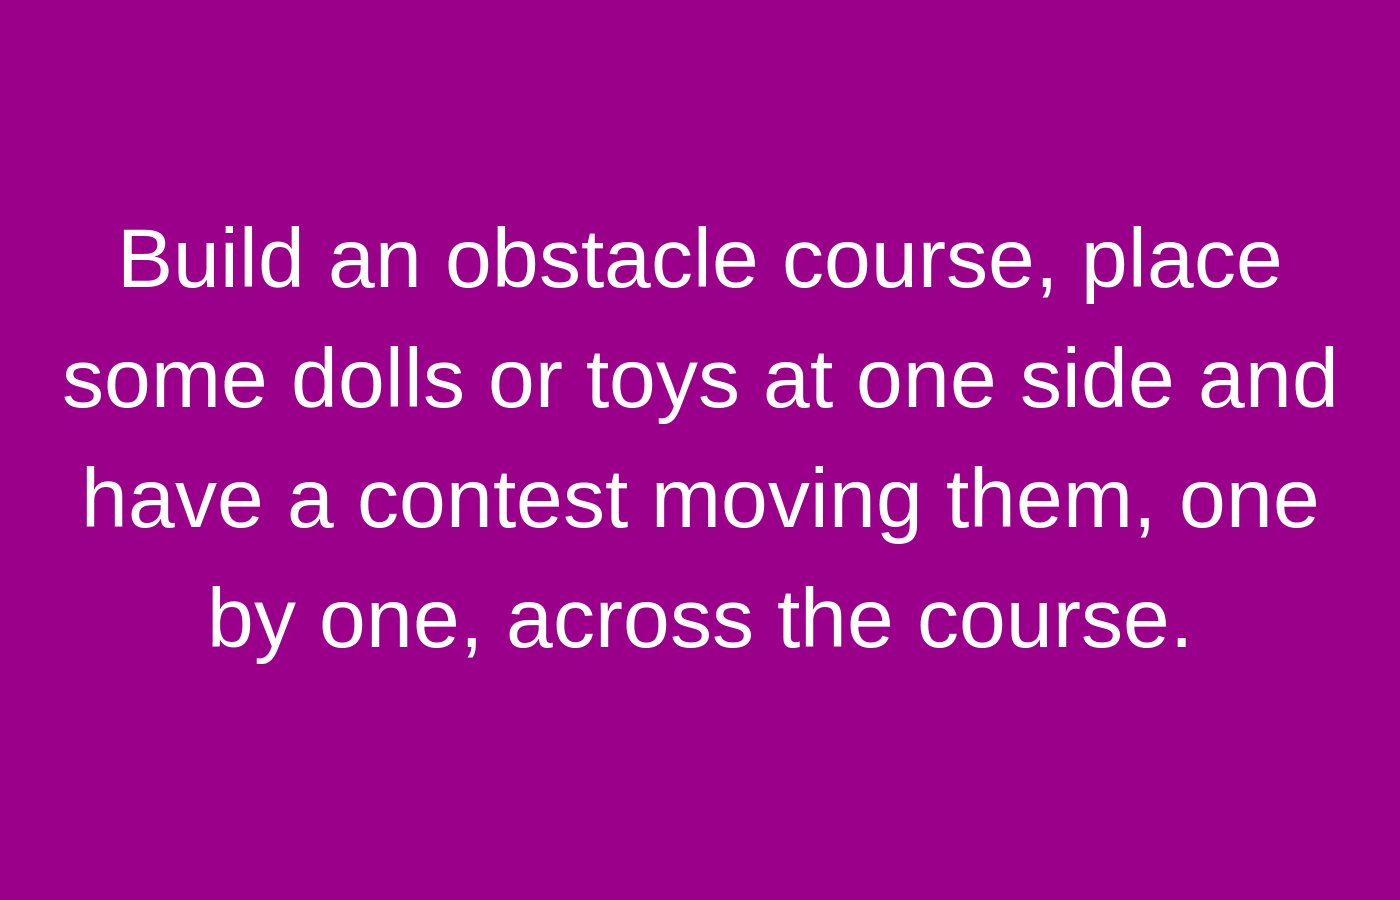 Build an obstacle course, place
some dolls or toys at one side and
have a contest moving them, one
by one, across the course.